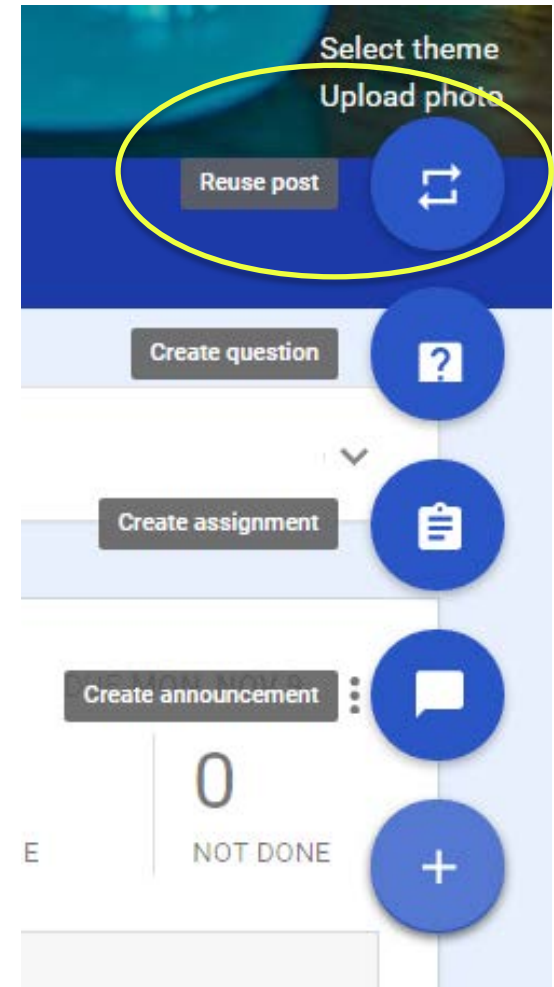 Select theme
Upload photo
Reuse post
Create question
Create assignment
Create announcement
0
E NOT DONE